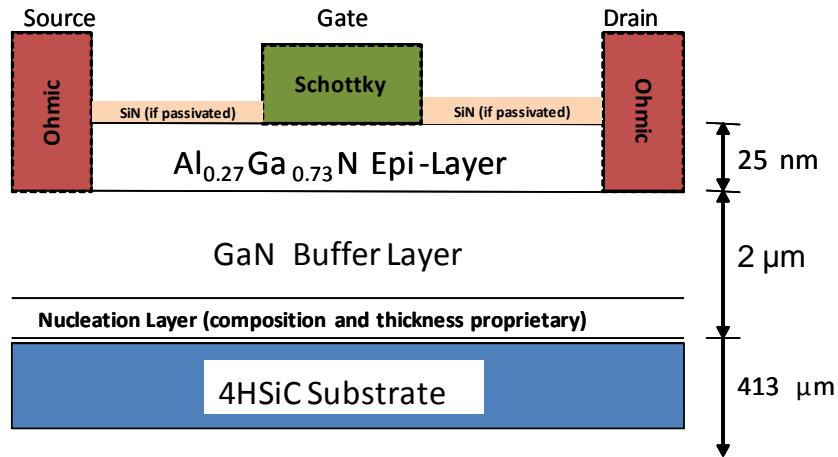 Source Gate Drain
Ohmic
Schottky
Ohmic
SiN (if passivated)
SiN (if passivated)
Al0.27Ga0.73N Epi-Layer
25 nm
GaN Buffer Layer
2 μm
Nucleation Layer (composition and thickness proprietary)
4HSiC Substrate
413 μm